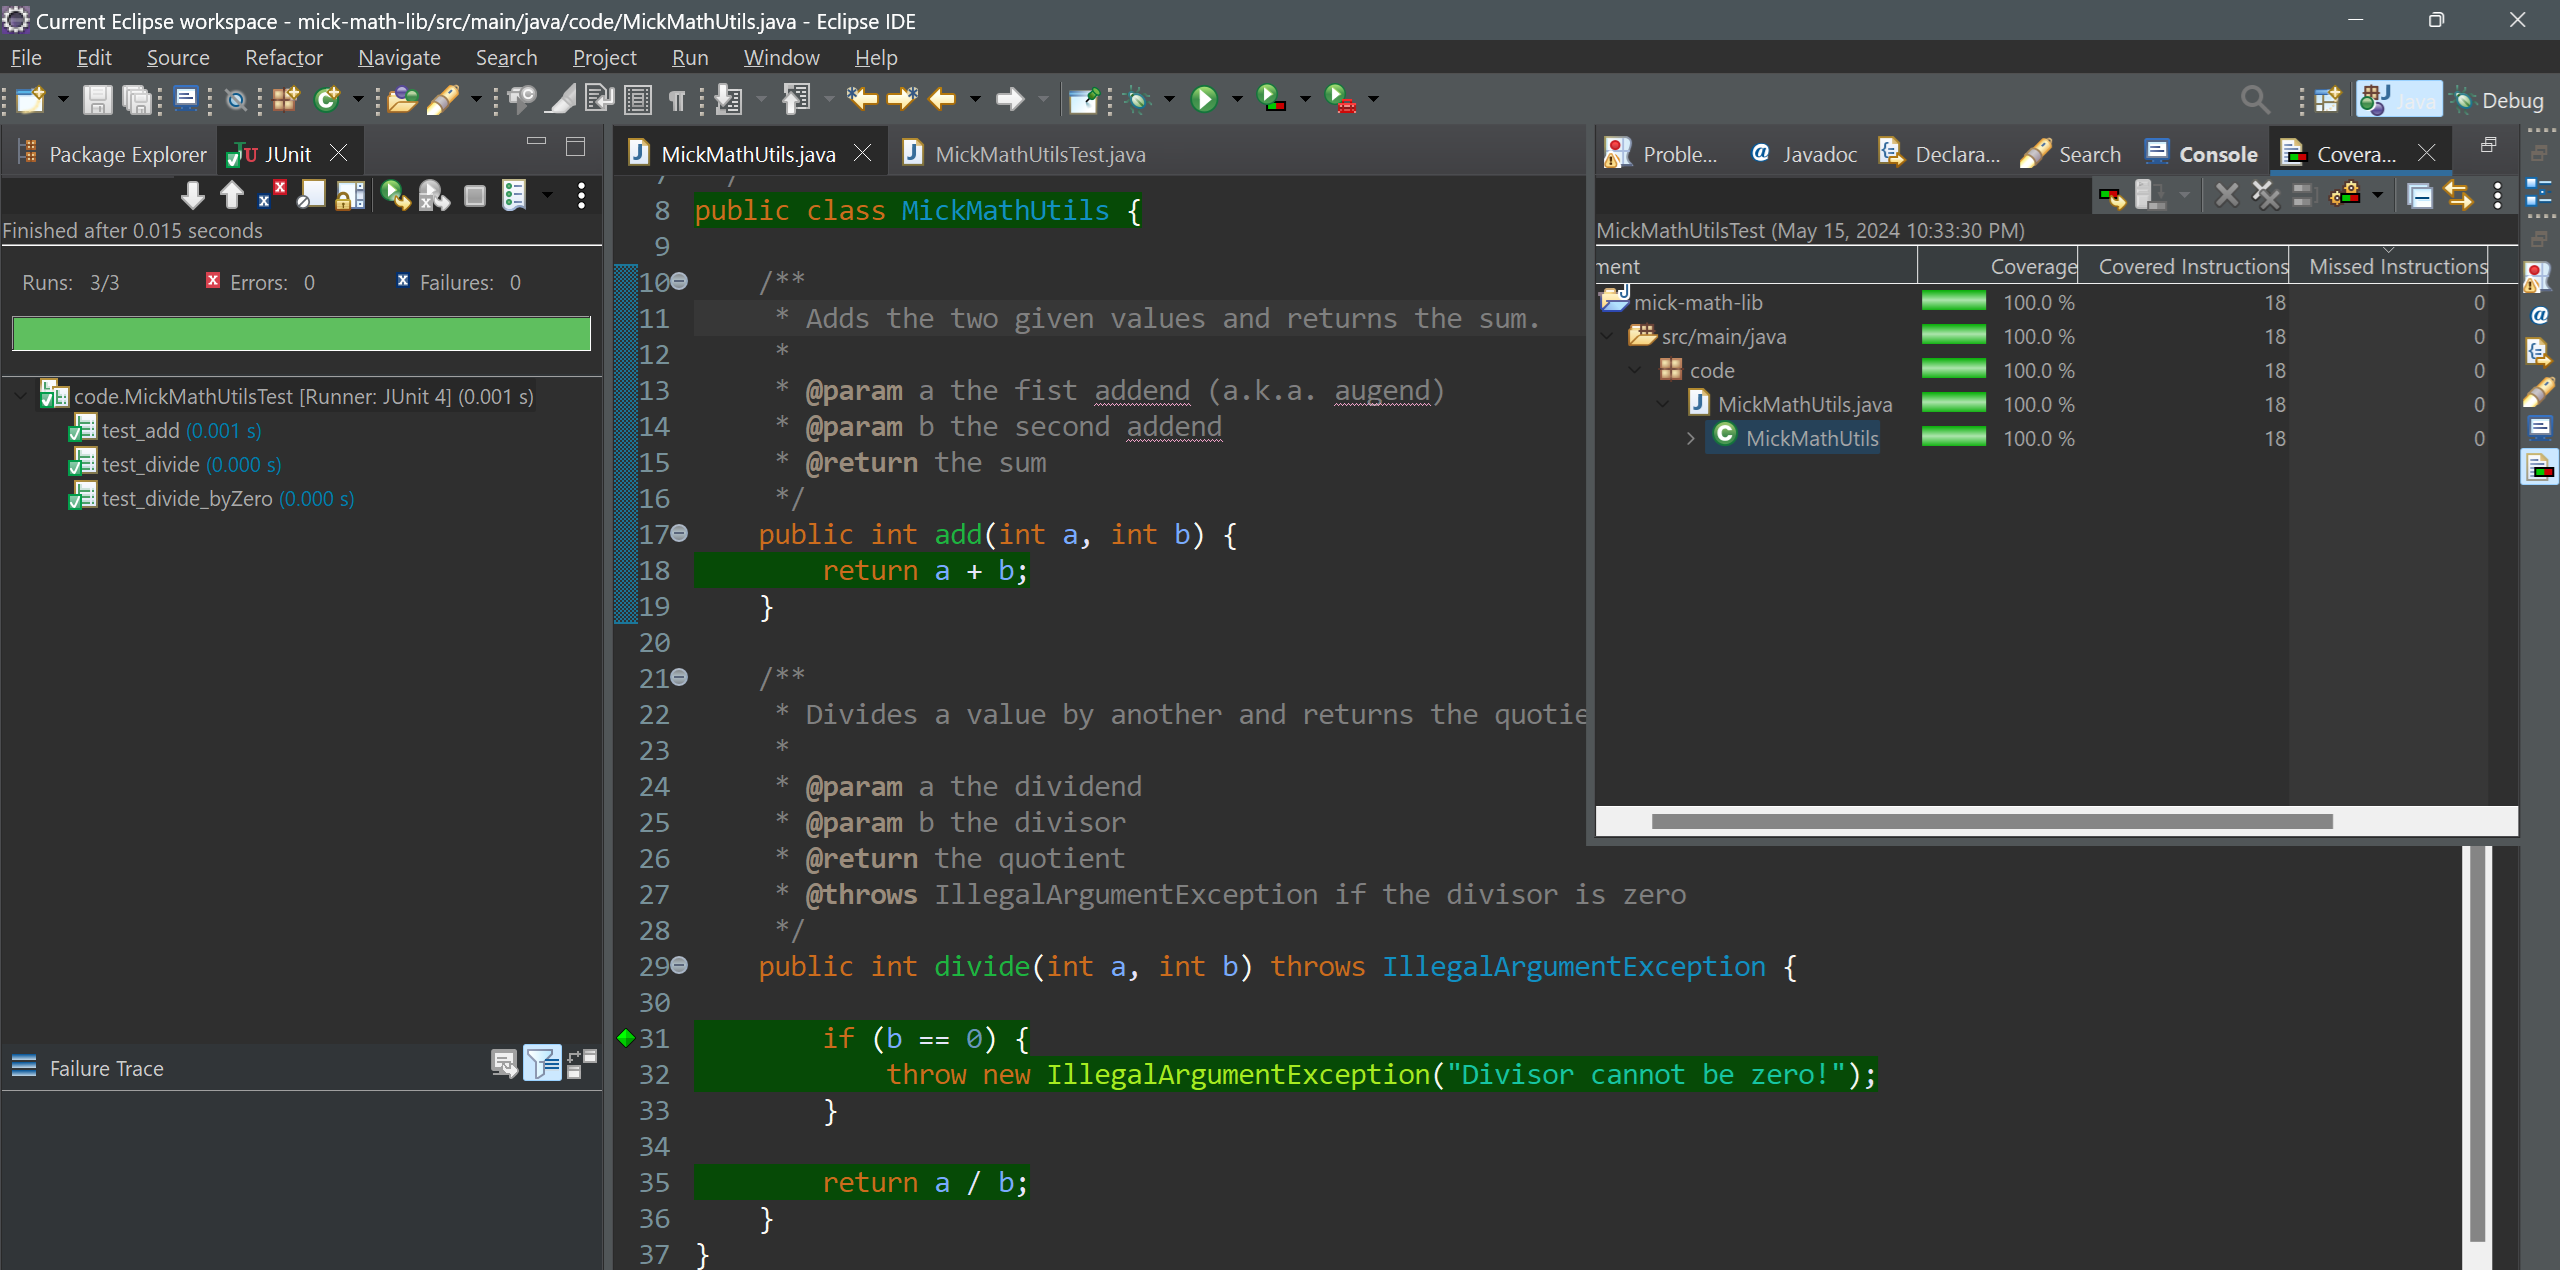 Current Eclipse workspace - mick-math-lib/src/main/java/code/MickMathUtils.java - Eclipse IDE
File Edit Source Refactor Navigate Search Project Run Window Help
Java Debug
Package Explorer JUnit
Finished after 0.015 seconds
Runs: 3/3 Errors: 0 Failures: 0
code.MickMathUtilsTest [Runner: JUnit 4] (0.001 s)
test_add (0.001 s)
test_divide (0.000 s)
test_divide_byZero (0.000 s)
Failure Trace
MickMathUtils.java MickMathUtilsTest.java
8 public class MickMathUtils {
9
10 /**
11 * Adds the two given values and returns the sum.
12 *
13 * @param a the fist addend (a.k.a. augend)
14 * @param b the second addend
15 * @return the sum
16 */
17 public int add(int a, int b) {
18 return a + b;
19 }
20
21 /**
22 * Divides a value by another and returns the quotie
23 *
24 * @param a the dividend
25 * @param b the divisor
26 * @return the quotient
27 * @throws IllegalArgumentException if the divisor is zero
28 */
29 public int divide(int a, int b) throws IllegalArgumentException {
30
31 if (b == 0) {
32 throw new IllegalArgumentException("Divisor cannot be zero!");
33 }
34
35 return a / b;
36 }
37 }
Proble... @ Javadoc Declara... Search Console Covera...
MickMathUtilsTest (May 15, 2024 10:33:30 PM)
ment Coverage Covered Instructions Missed Instructions
mick-math-lib 100.0 % 18 0
src/main/java 100.0 % 18 0
code 100.0 % 18 0
MickMathUtils.java 100.0 % 18 0
MickMathUtils 100.0 % 18 0